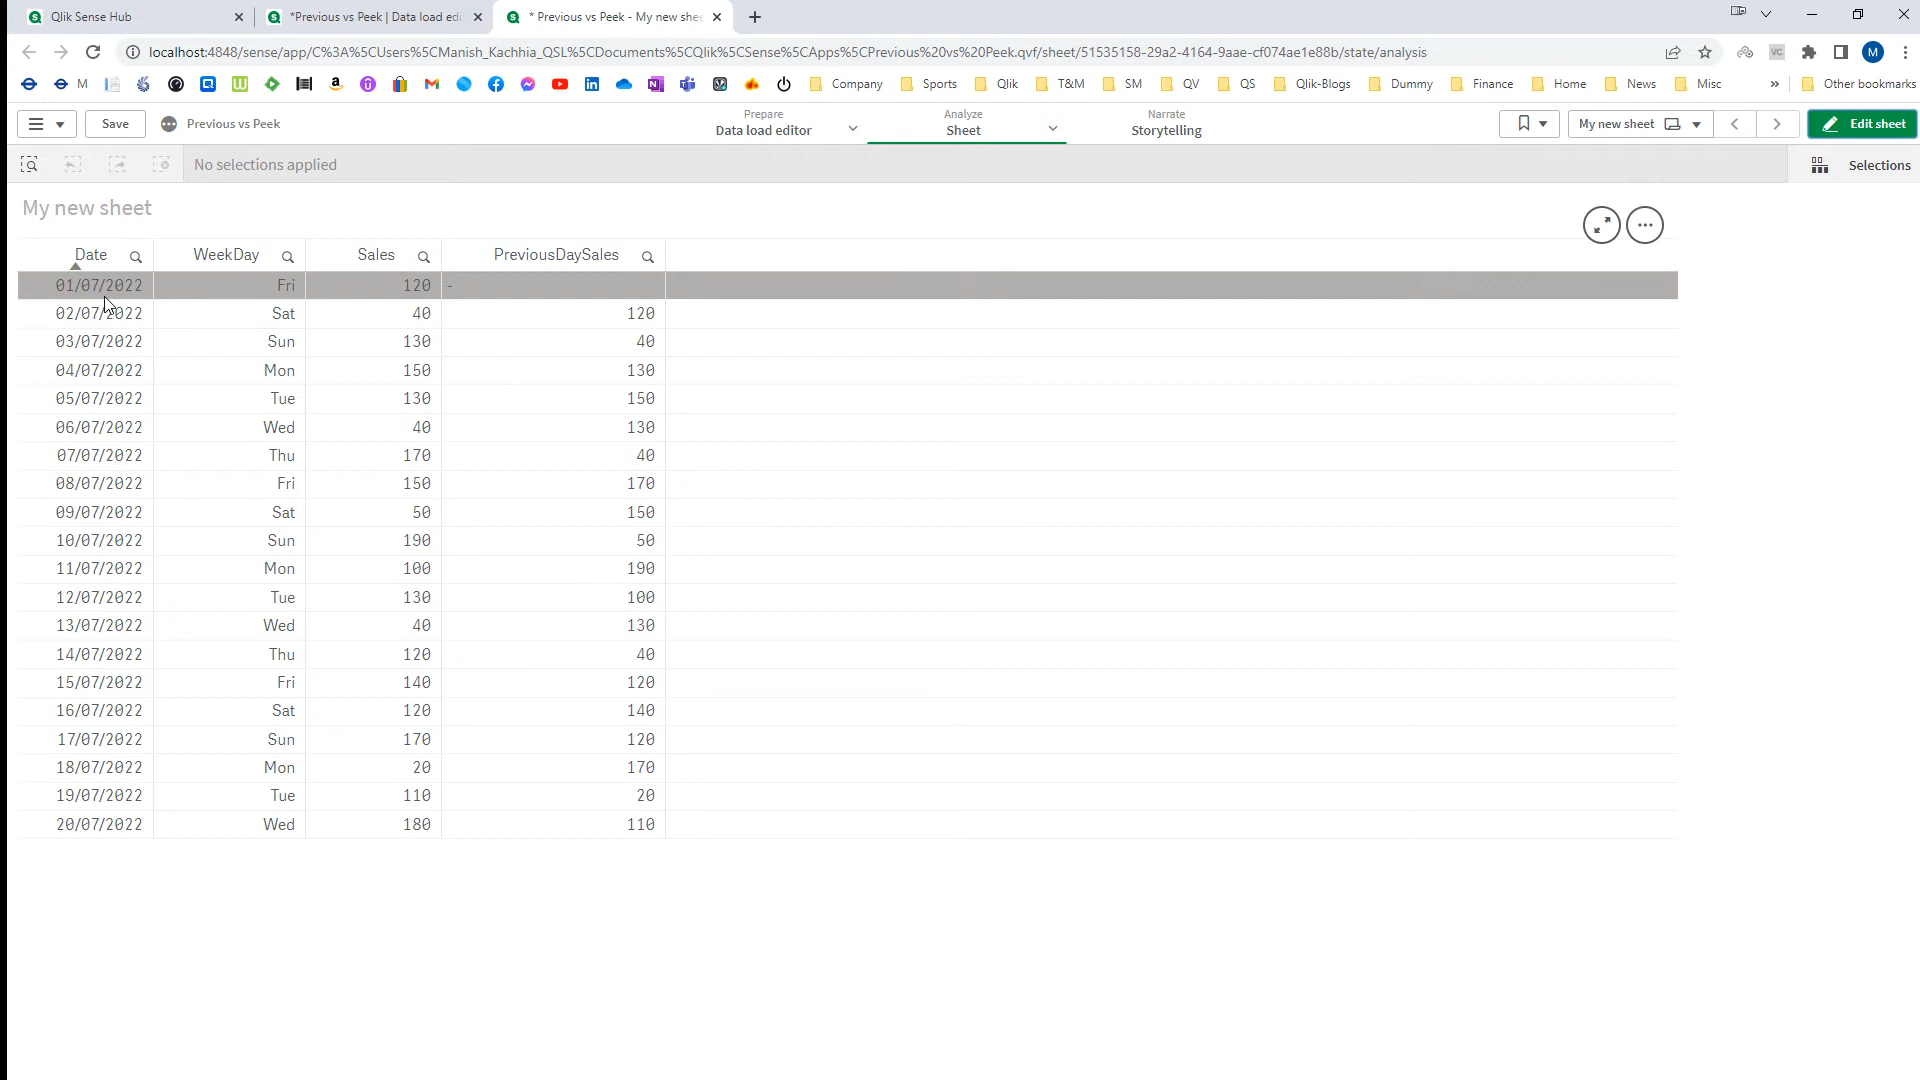 Qlik Sense Hub *Previous vs Peek | Data load edi * Previous vs Peek - My new shee
localhost:4848/sense/app/C%3A%5CUsers%5CManish_Kachhia_QSL%5CDocuments%5CQlik%5CSense%5CApps%5CPrevious%20vs%20Peek.qvf/sheet/51535158-29a2-4164-9aae-cf074ae1e88b/state/analysis VC M
M Company Sports Qlik T&M SM QV QS Qlik-Blogs Dummy Finance Home News Misc » Other bookmarks
Save Previous vs Peek Prepare Data load editor Analyze Sheet Narrate Storytelling My new sheet Edit sheet
No selections applied Selections
My new sheet
Date WeekDay Sales PreviousDaySales
01/07/2022 Fri 120 -
02/07/2022 Sat 40 120
03/07/2022 Sun 130 40
04/07/2022 Mon 150 130
05/07/2022 Tue 130 150
06/07/2022 Wed 40 130
07/07/2022 Thu 170 40
08/07/2022 Fri 150 170
09/07/2022 Sat 50 150
10/07/2022 Sun 190 50
11/07/2022 Mon 100 190
12/07/2022 Tue 130 100
13/07/2022 Wed 40 130
14/07/2022 Thu 120 40
15/07/2022 Fri 140 120
16/07/2022 Sat 120 140
17/07/2022 Sun 170 120
18/07/2022 Mon 20 170
19/07/2022 Tue 110 20
20/07/2022 Wed 180 110